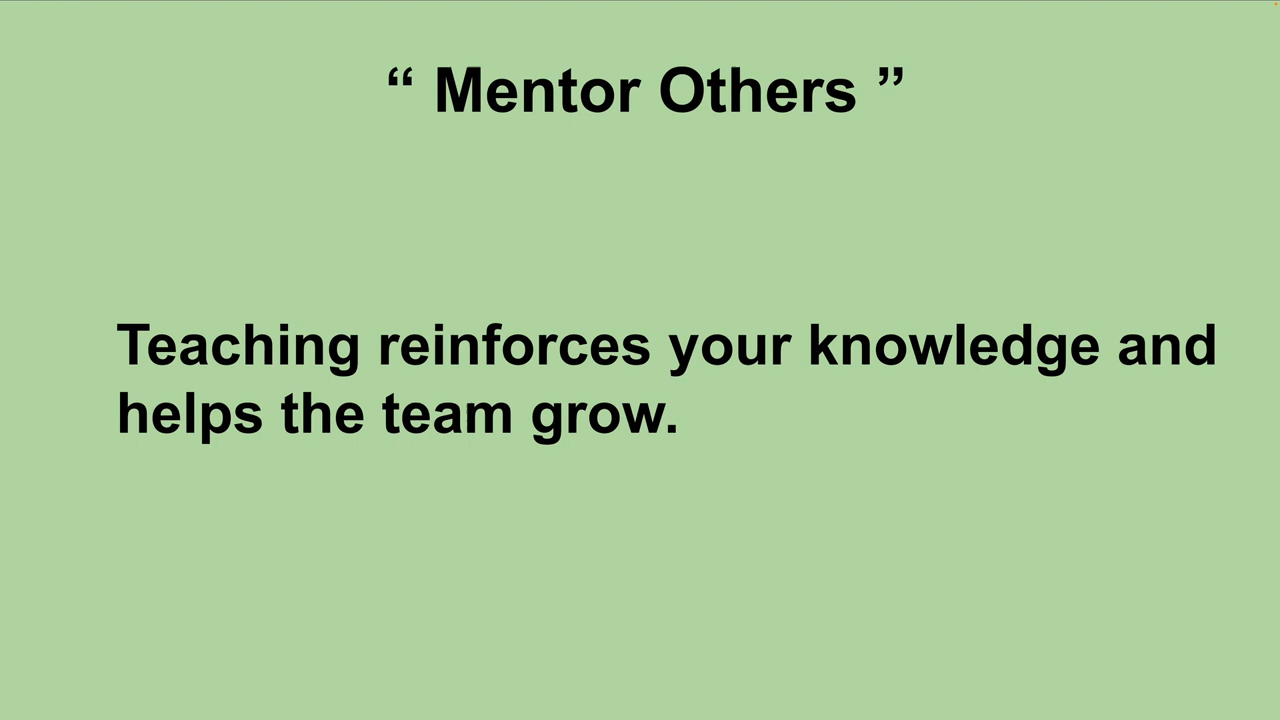 “ Mentor Others ”
Teaching reinforces your knowledge and
helps the team grow.